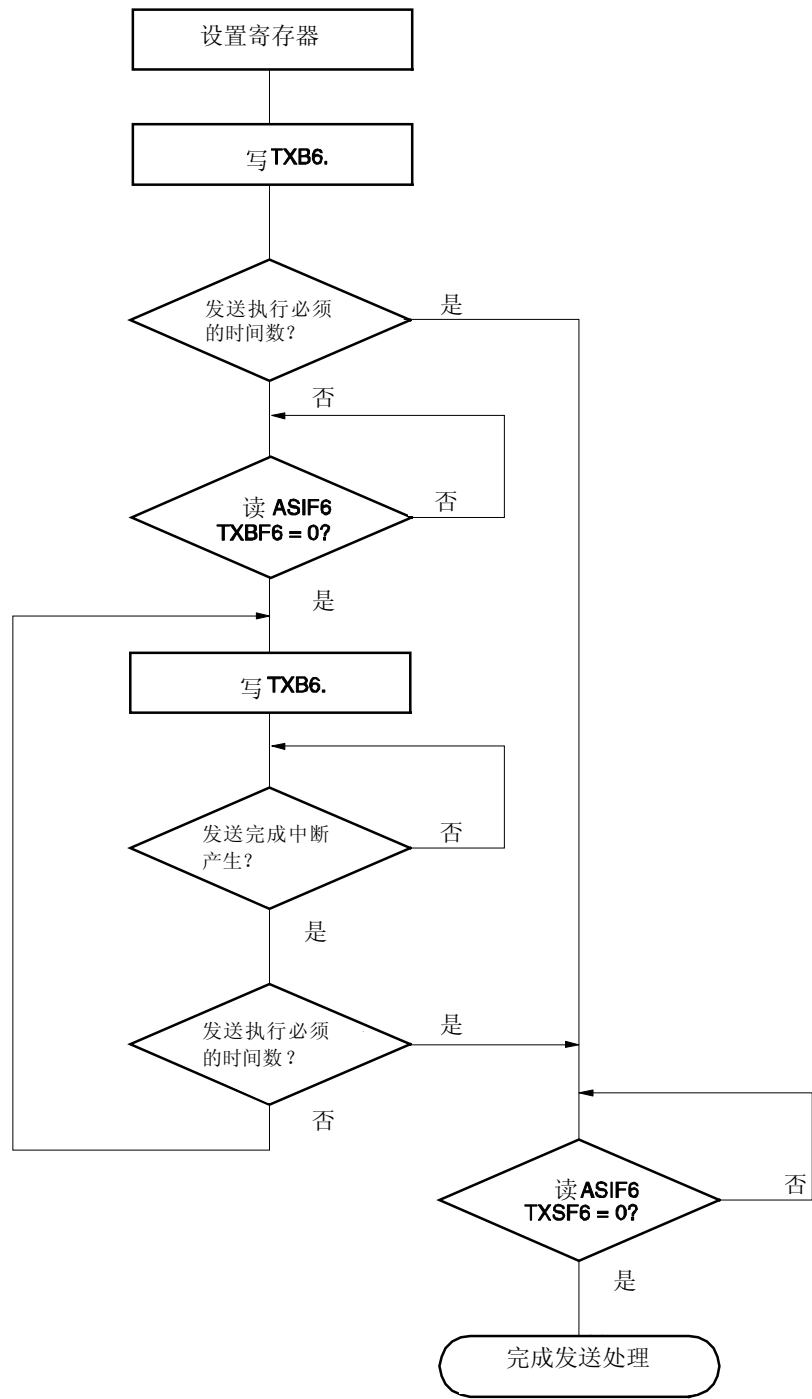 设置寄存器
写TXB6.
发送执行必须
的时间数？
是
否
读 ASIF6
TXBF6 = 0?
否
是
写TXB6.
发送完成中断
产生？
否
是
发送执行必须
的时间数？
是
否
读ASIF6
TXSF6 = 0?
否
是
完成发送处理